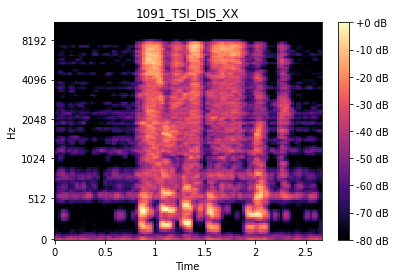 1091_TSI_DIS_XX
8192
4096
2048
1024
512
0
Hz
0 0.5 1 1.5 2 2.5
Time
+0 dB
-10 dB
-20 dB
-30 dB
-40 dB
-50 dB
-60 dB
-70 dB
-80 dB